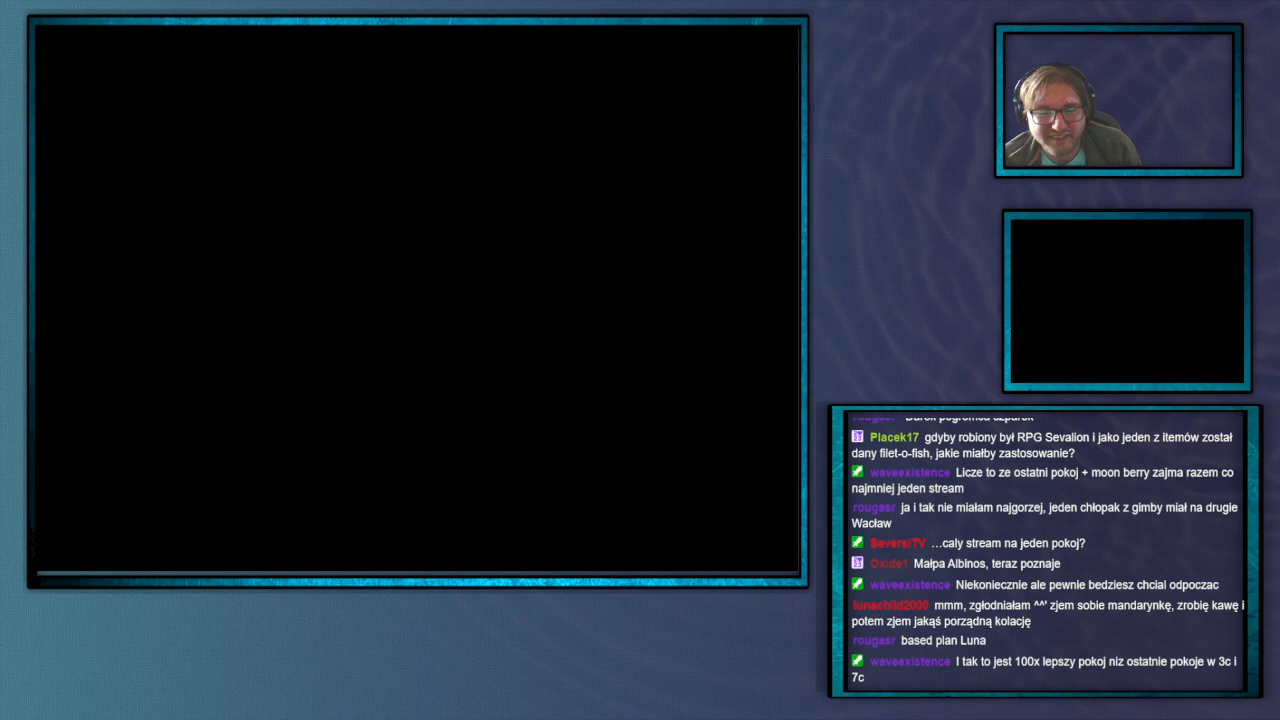 Placek17 gdyby robiony był RPG Sevalion i jako jeden z itemów został
dany filet-o-fish, jakie miałby zastosowanie?
waveexistence Licze to ze ostatni pokoj + moon berry zajma razem co
najmniej jeden stream
rougasr ja i tak nie miałam najgorzej, jeden chłopak z gimby miał na drugie
Wacław
SeveralTV …caly stream na jeden pokoj?
Oxide1 Małpa Albinos, teraz poznaje
waveexistence Niekoniecznie ale pewnie bedziesz chcial odpoczac
lunachild2000 mmm, zgłodniałam ^^' zjem sobie mandarynkę, zrobię kawę i
potem zjem jakąś porządną kolację
rougasr based plan Luna
waveexistence I tak to jest 100x lepszy pokoj niz ostatnie pokoje w 3c i
7c